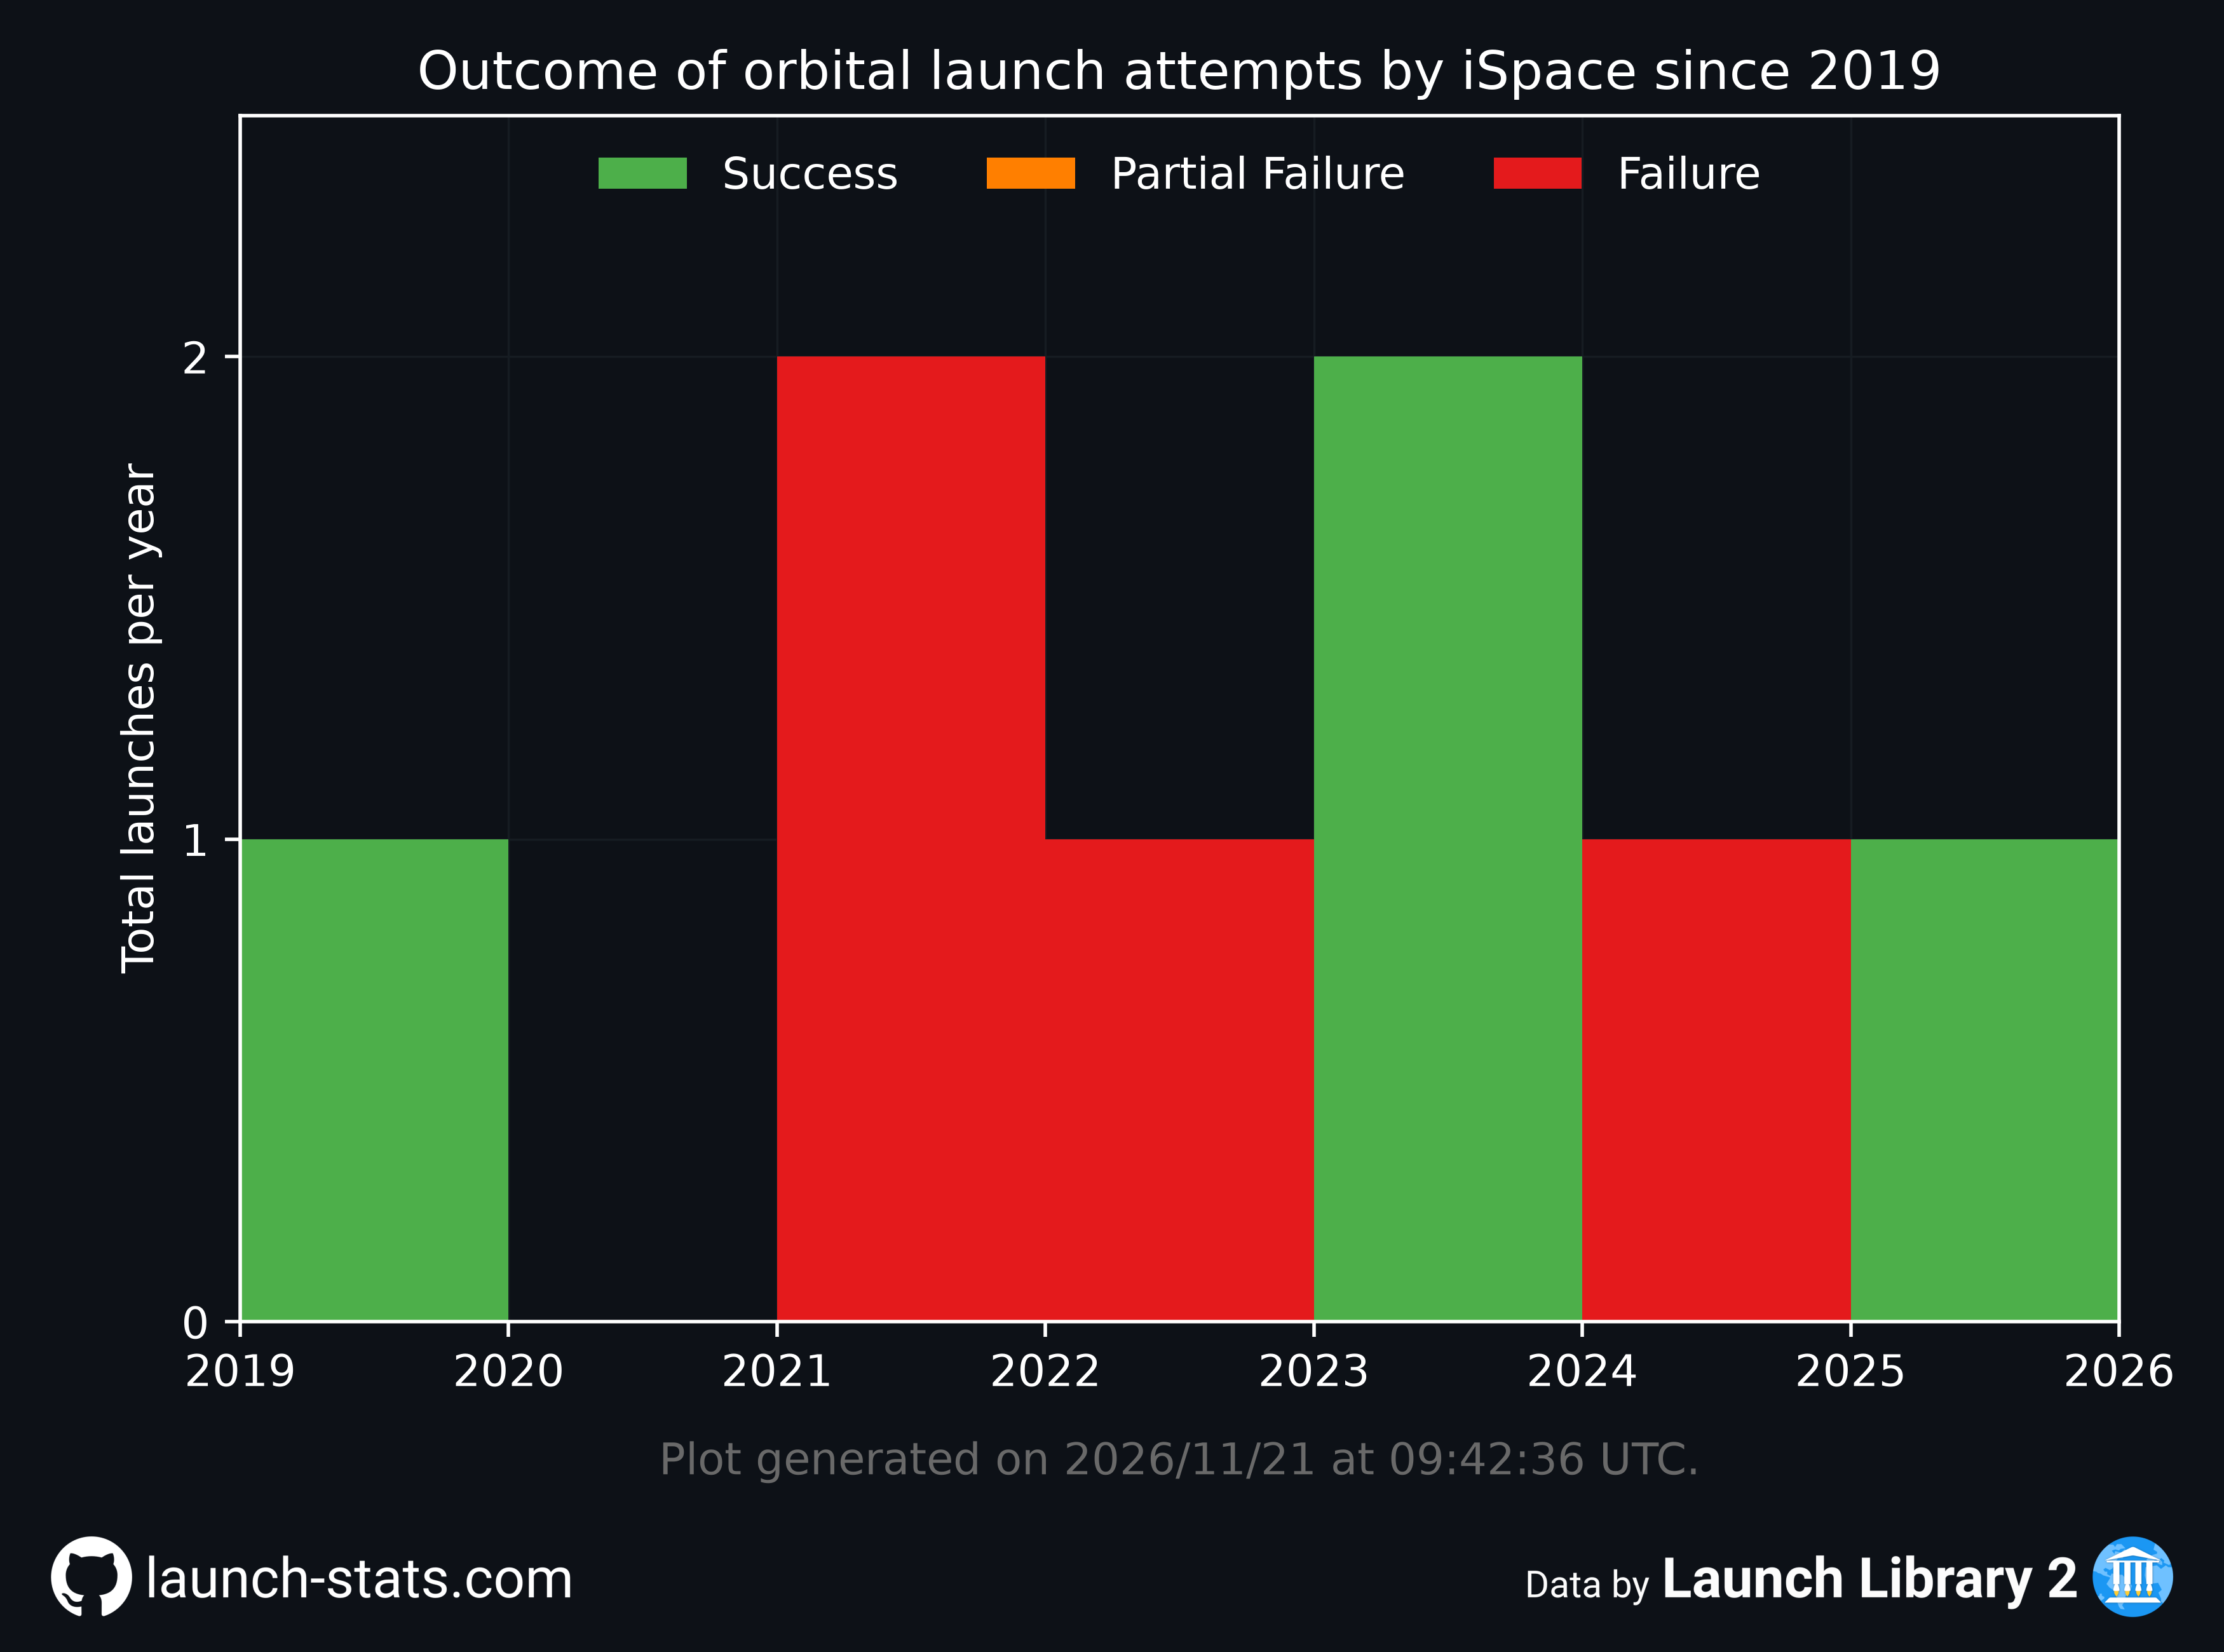 Outcome of orbital launch attempts by iSpace since 2019
Success Partial Failure Failure
Total launches per year
2
1
0
2019 2020 2021 2022 2023 2024 2025 2026
Plot generated on 2026/11/21 at 09:42:36 UTC.
launch-stats.com
Data by Launch Library 2